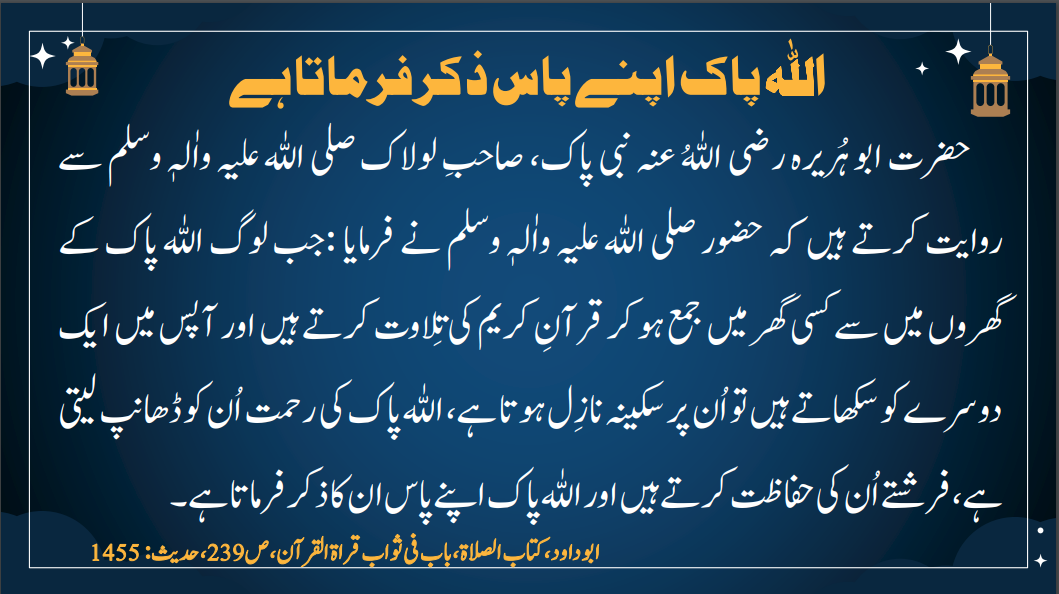 اللہ پاک اپنے پاس ذکر فرماتا ہے
حضرت ابو ہُریرہ رضی اللہُ عنہ نبی پاک، صاحبِ لولاک صلی اللہ علیہ واٰلہٖ وسلم سے
روایت کرتے ہیں کہ حضور صلی اللہ علیہ واٰلہٖ وسلم نے فرمایا :جب لوگ اللہ پاک کے
گھروں میں سے کسی گھر میں جمع ہو کر قرآنِ کریم کی تِلاوت کرتے ہیں اور آپس میں ایک
دوسرے کو سکھاتے ہیں تو اُن پر سکینہ نازِل ہوتا ہے، اللہ پاک کی رحمت اُن کو ڈھانپ لیتی
ہے، فرشتے اُن کی حفاظت کرتے ہیں اور اللہ پاک اپنے پاس ان کا ذکر فرماتا ہے۔
ابو داود، کتاب الصلاۃ، باب فی ثواب قراۃ القرآن، ص239، حدیث: 1455